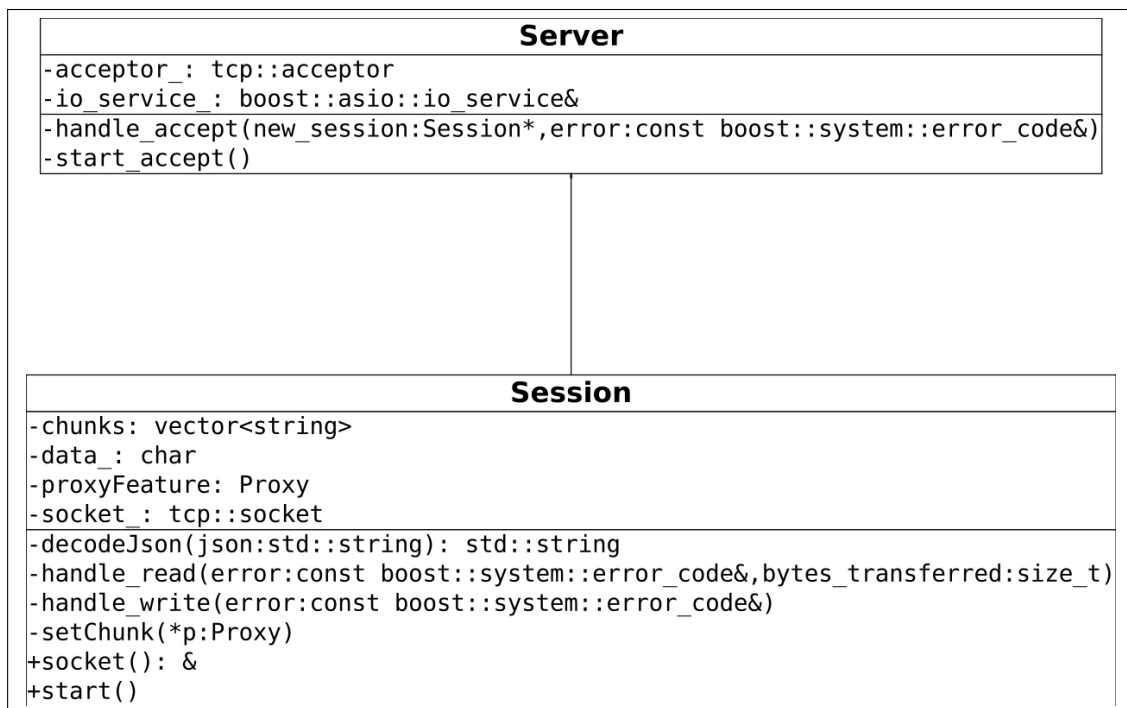 Server
-acceptor_: tcp::acceptor
-io_service_: boost::asio::io_service&
-handle_accept(new_session:Session*,error:const boost::system::error_code&)
-start_accept()
Session
-chunks: vector<string>
-data_: char
-proxyFeature: Proxy
-socket_: tcp::socket
-decodeJson(json:std::string): std::string
-handle_read(error:const boost::system::error_code&,bytes_transferred:size_t)
-handle_write(error:const boost::system::error_code&)
-setChunk(*p:Proxy)
+socket(): &
+start()